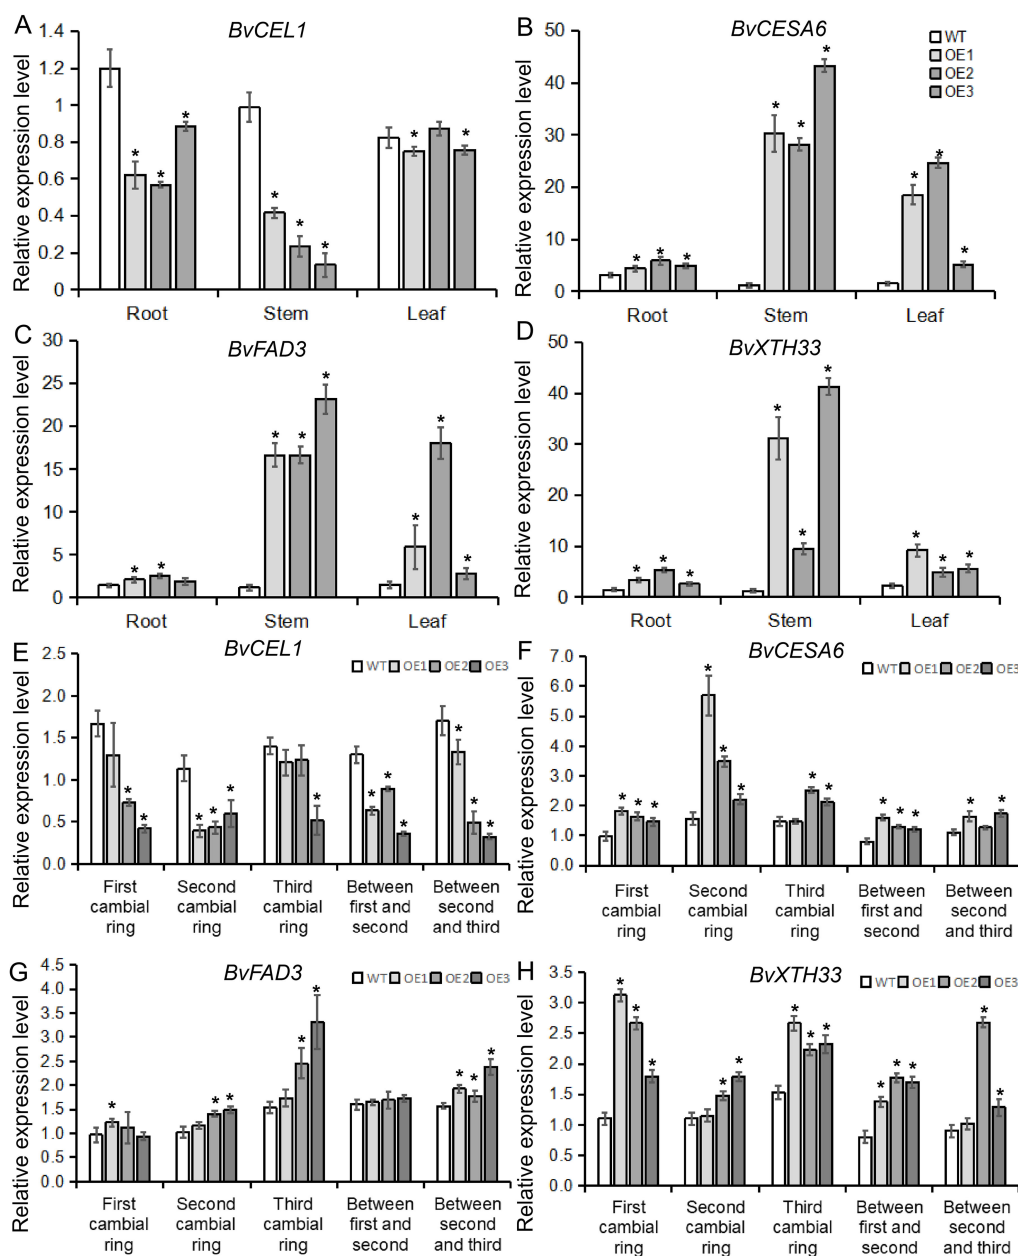 A
BvCEL1
Relative expression level
1.4
1.2
1
0.8
0.6
0.4
0.2
0
* * *
* * *
* *
Root Stem Leaf
B
BvCESA6
Relative expression level
50
40
30
20
10
0
WT
OE1
OE2
OE3
* * *
* * *
* * *
Root Stem Leaf
C
BvFAD3
Relative expression level
30
25
20
15
10
5
0
* *
* * *
* * *
Root Stem Leaf
D
BvXTH33
Relative expression level
50
40
30
20
10
0
* * *
* * *
* * *
Root Stem Leaf
E
BvCEL1
WT OE1 OE2 OE3
Relative expression level
2.5
2.0
1.5
1.0
0.5
0.0
* *
* * *
*
* * *
* * *
First Second Third Between Between
cambial cambial cambial first and second
ring ring ring second and third
F
BvCESA6
WT OE1 OE2 OE3
Relative expression level
7.0
6.0
5.0
4.0
3.0
2.0
1.0
0.0
* * *
* * *
* *
* * *
* *
First Second Third Between Between
cambial cambial cambial first and second
ring ring ring second and third
G
BvFAD3
WT OE1 OE2 OE3
Relative expression level
4.5
4.0
3.5
3.0
2.5
2.0
1.5
1.0
0.5
0.0
*
* *
* *
* * *
First Second Third Between Between
cambial cambial cambial first and second
ring ring ring second and third
H
BvXTH33
WT OE1 OE2 OE3
Relative expression level
3.5
3.0
2.5
2.0
1.5
1.0
0.5
0.0
* * *
* *
* * *
* * *
* *
First Second Third Between Between
cambial cambial cambial first and second
ring ring ring second and third